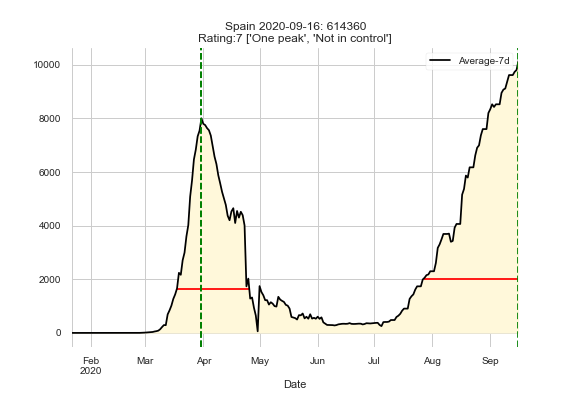 Spain 2020-09-16: 614360
Rating:7 ['One peak', 'Not in control']
Average-7d
10000
8000
6000
4000
2000
0
Feb
2020
Mar
Apr
May
Jun
Jul
Aug
Sep
Date